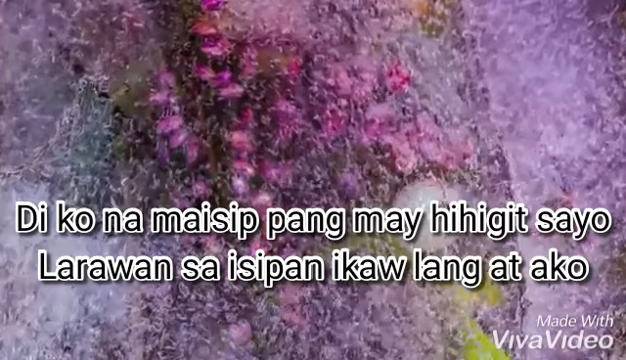 Di ko na maisip pang may hihigit sayo
Larawan sa isipan ikaw lang at ako
Made With
VivaVideo